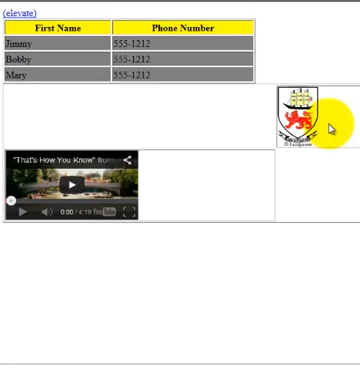 (elevate)
First Name Phone Number
Jimmy 555-1212
Bobby 555-1212
Mary 555-1212
"That's How You Know" from
0:00 / 4:19